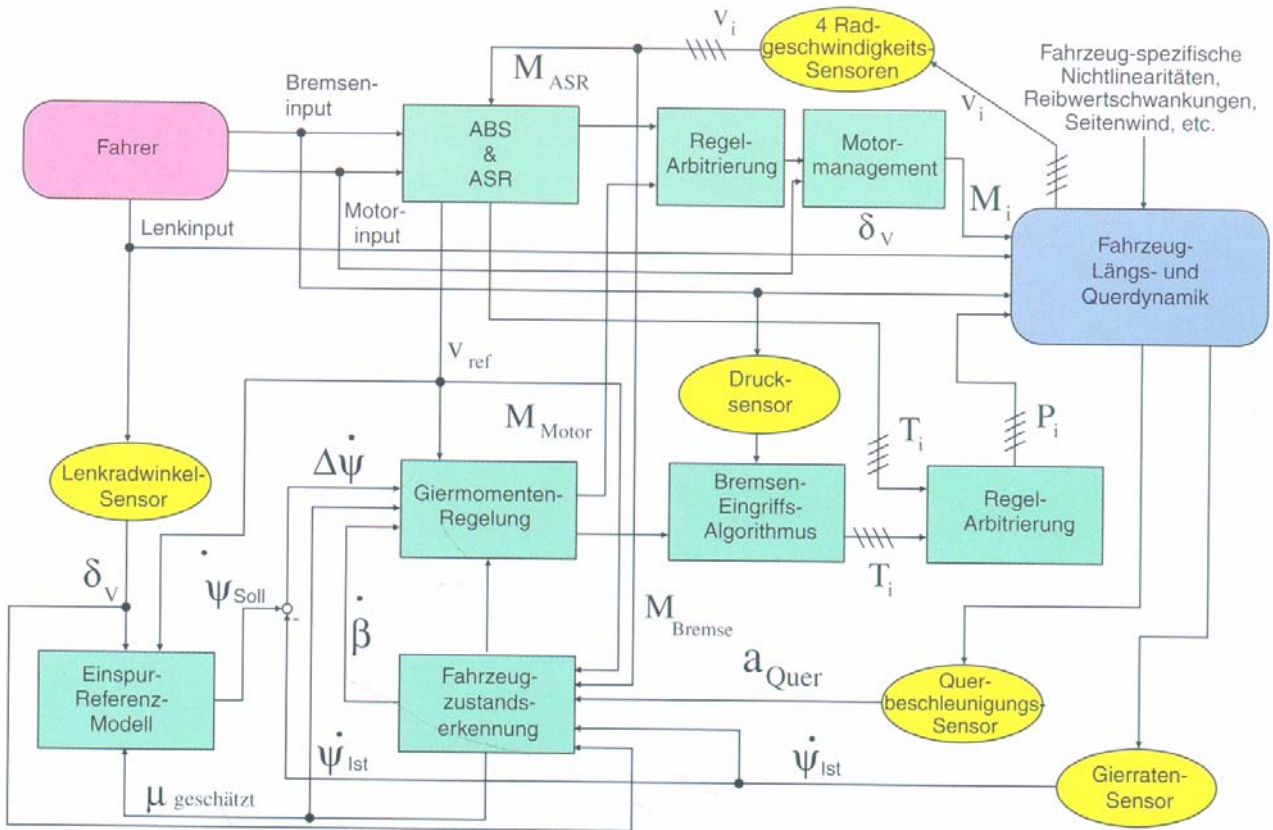 v i
4 Rad-
geschwindigkeits-
Sensoren
Fahrzeug-spezifische
Nichtlinearitäten,
Reibwertschwankungen,
Seitenwind, etc.
v i
M ASR
Bremsen-
input
Fahrer
ABS
&
ASR
Regel-
Arbitrierung
Motor-
management
M i
Lenkinput
Motor-
input
δ V
Fahrzeug-
Längs- und
Querdynamik
v ref
Druck-
sensor
M Motor
T i
P i
Lenkradwinkel-
Sensor
Δψ̇
Giermomenten-
Regelung
Bremsen-
Eingriffs-
Algorithmus
Regel-
Arbitrierung
T i
δ V
ψ̇ Soll
-
β̇
M Bremse
Einspur-
Referenz-
Modell
Fahrzeug-
zustands-
erkennung
a Quer
Quer-
beschleunigungs-
Sensor
ψ̇ Ist
ψ̇ Ist
Gierraten-
Sensor
μ geschätzt